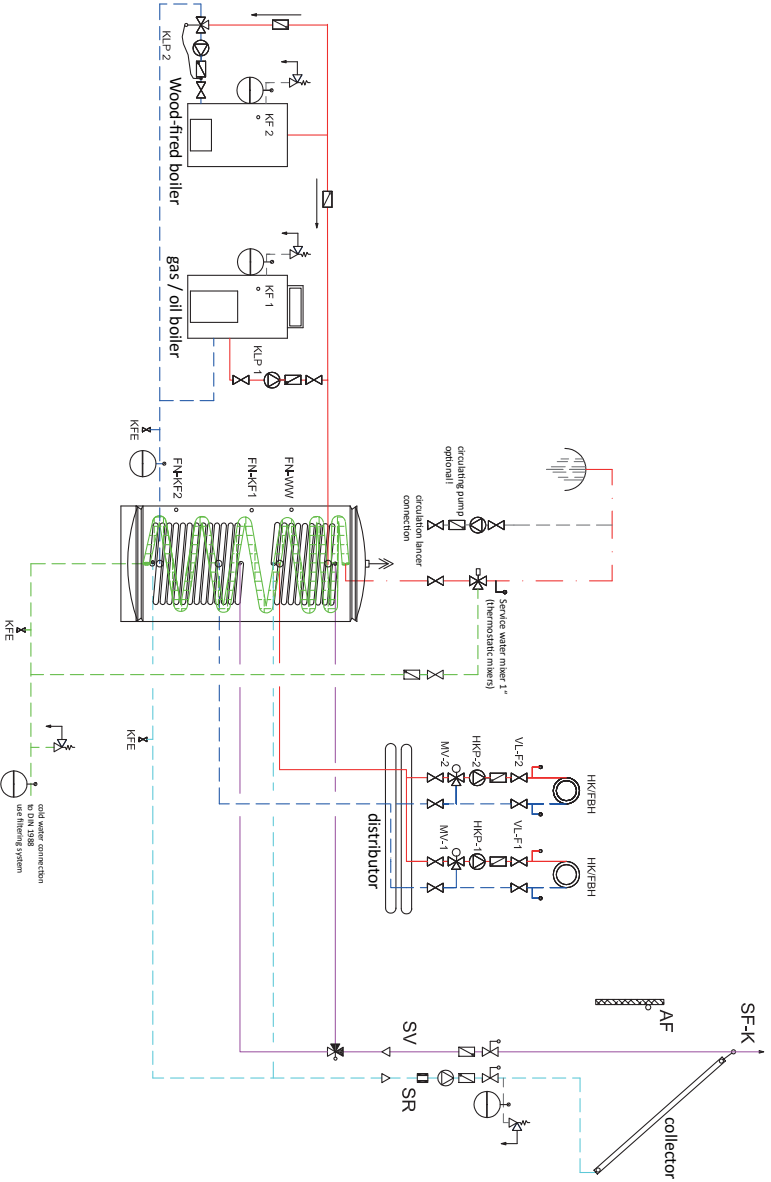 KLP 2
Wood-fired boiler
KF 2
gas / oil boiler
KF 1
KLP 1
KFE
FN-KF2
FN-KF1
FN-WW
circulating pump
optional!
circulation lancer
connection
Service water mixer 1"
(thermostatic mixers)
KFE
KFE
cold water connection
to DIN 1988
use filtering system
distributor
MV-2
HKP-2
VL-F2
HK/FBH
MV-1
HKP-1
VL-F1
HK/FBH
SV
SR
AF
SF-K
collector